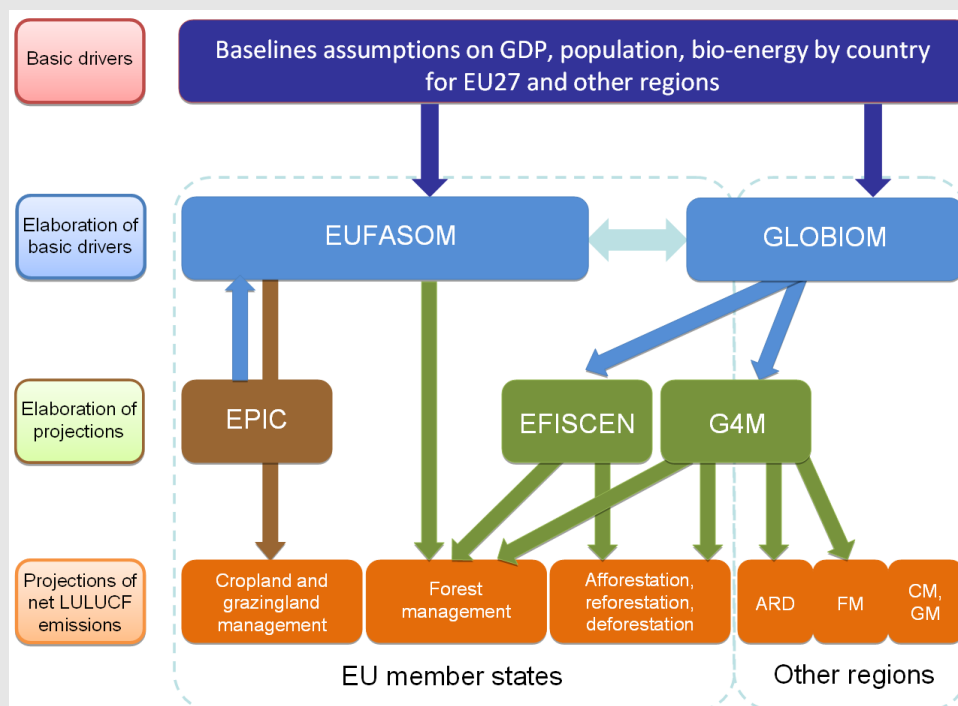 Basic drivers
Baselines assumptions on GDP, population, bio-energy by country
for EU27 and other regions
Elaboration of
basic drivers
EUFASOM
GLOBIOM
Elaboration of
projections
EPIC
EFISCEN
G4M
Projections of
net LULUCF
emissions
Cropland and
grazingland
management
Forest
management
Afforestation,
reforestation,
deforestation
ARD
FM
CM,
GM
EU member states
Other regions